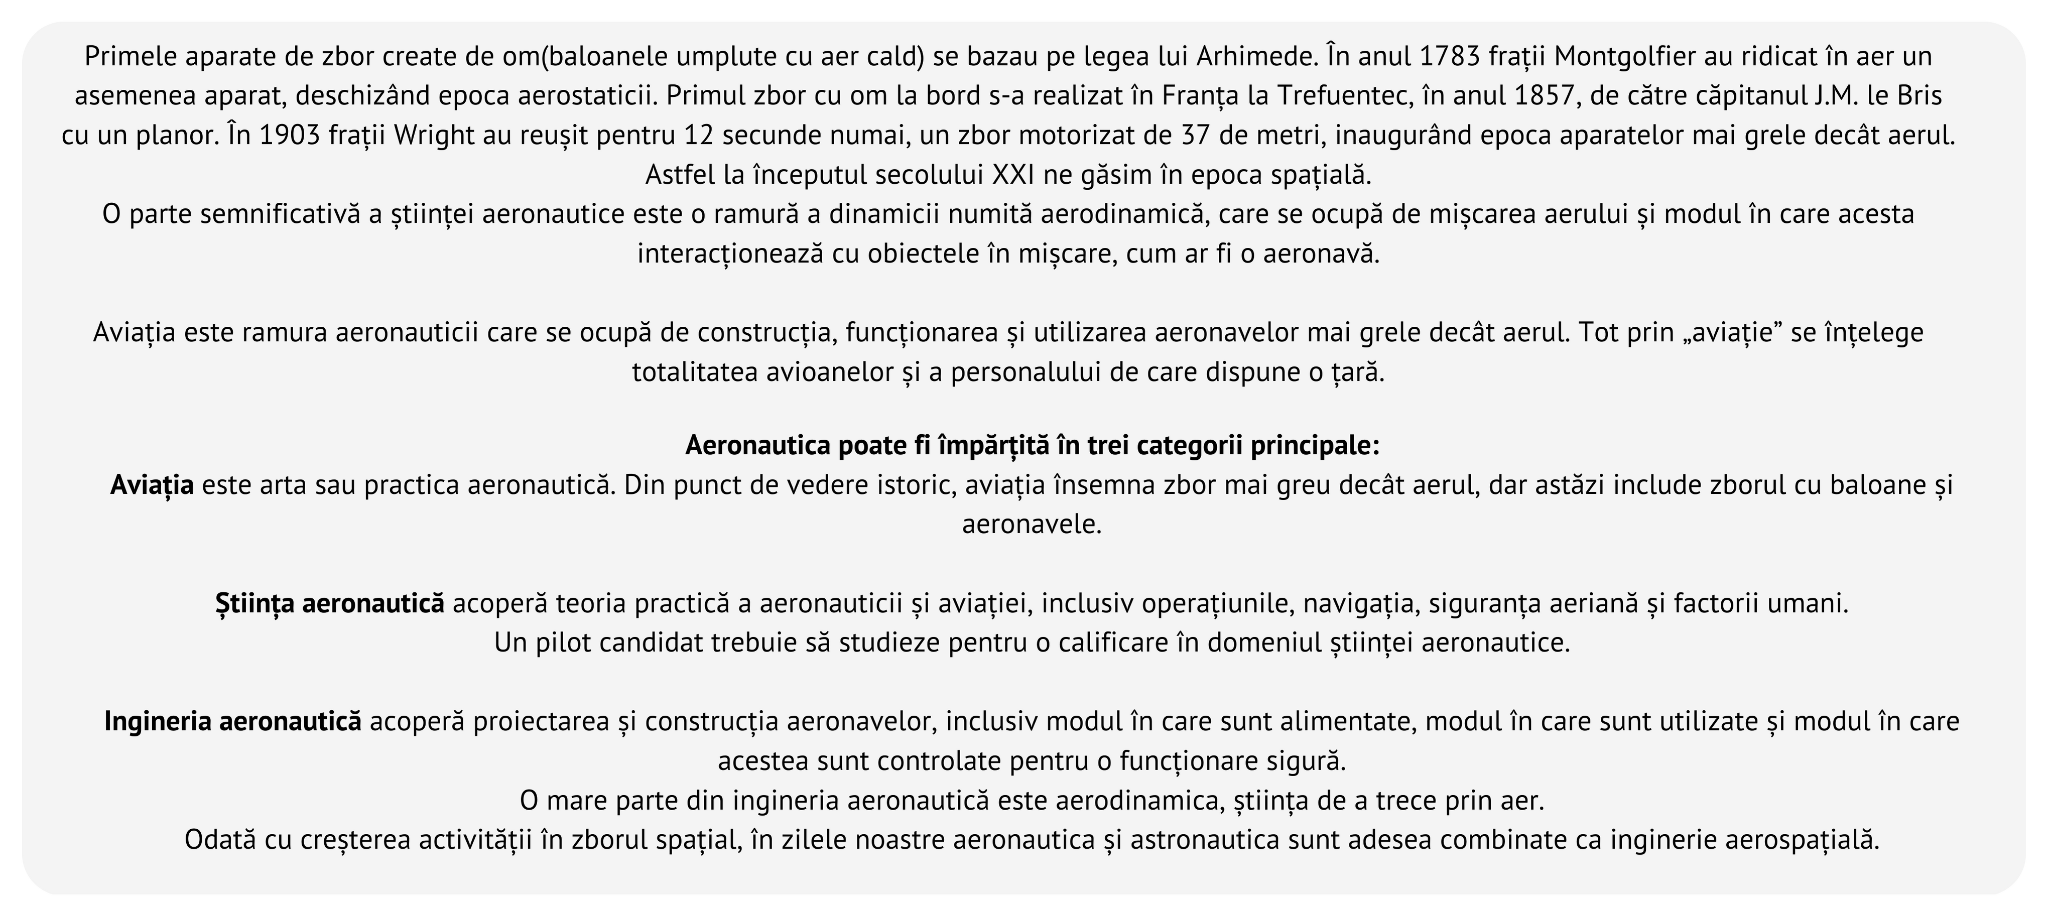 Primele aparate de zbor create de om(baloanele umplute cu aer cald) se bazau pe legea lui Arhimede. În anul 1783 frații Montgolfier au ridicat în aer un
asemenea aparat, deschizând epoca aerostaticii. Primul zbor cu om la bord s-a realizat în Franța la Trefuentec, în anul 1857, de către căpitanul J.M. le Bris
cu un planor. În 1903 frații Wright au reușit pentru 12 secunde numai, un zbor motorizat de 37 de metri, inaugurând epoca aparatelor mai grele decât aerul.
Astfel la începutul secolului XXI ne găsim în epoca spațială.
O parte semnificativă a științei aeronautice este o ramură a dinamicii numită aerodinamică, care se ocupă de mișcarea aerului și modul în care acesta
interacționează cu obiectele în mișcare, cum ar fi o aeronavă.
Aviația este ramura aeronauticii care se ocupă de construcția, funcționarea și utilizarea aeronavelor mai grele decât aerul. Tot prin „aviație” se înțelege
totalitatea avioanelor și a personalului de care dispune o țară.
Aeronautica poate fi împărțită în trei categorii principale:
Aviația este arta sau practica aeronautică. Din punct de vedere istoric, aviația însemna zbor mai greu decât aerul, dar astăzi include zborul cu baloane și
aeronavele.
Știința aeronautică acoperă teoria practică a aeronauticii și aviației, inclusiv operațiunile, navigația, siguranța aeriană și factorii umani.
Un pilot candidat trebuie să studieze pentru o calificare în domeniul științei aeronautice.
Ingineria aeronautică acoperă proiectarea și construcția aeronavelor, inclusiv modul în care sunt alimentate, modul în care sunt utilizate și modul în care
acestea sunt controlate pentru o funcționare sigură.
O mare parte din ingineria aeronautică este aerodinamica, știința de a trece prin aer.
Odată cu creșterea activității în zborul spațial, în zilele noastre aeronautica și astronautica sunt adesea combinate ca inginerie aerospațială.